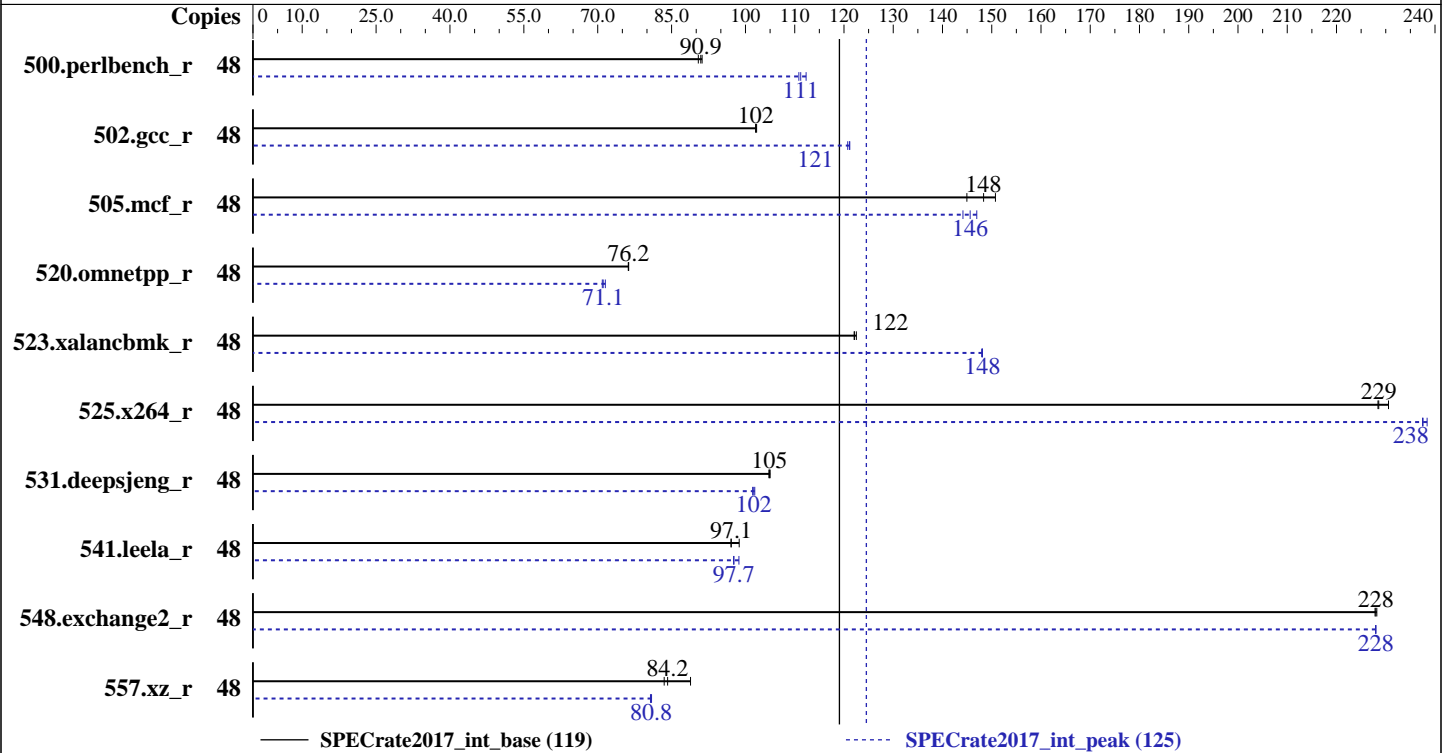 Copies 0 10.0 25.0 40.0 55.0 70.0 85.0 100 110 120 130 140 150 160 170 180 190 200 210 220 240
90.9
500.perlbench_r 48
111
102
502.gcc_r 48
121
148
505.mcf_r 48
146
76.2
520.omnetpp_r 48
71.1
122
523.xalancbmk_r 48
148
229
525.x264_r 48
238
105
531.deepsjeng_r 48
102
97.1
541.leela_r 48
97.7
228
548.exchange2_r 48
228
84.2
557.xz_r 48
80.8
SPECrate2017_int_base (119) SPECrate2017_int_peak (125)